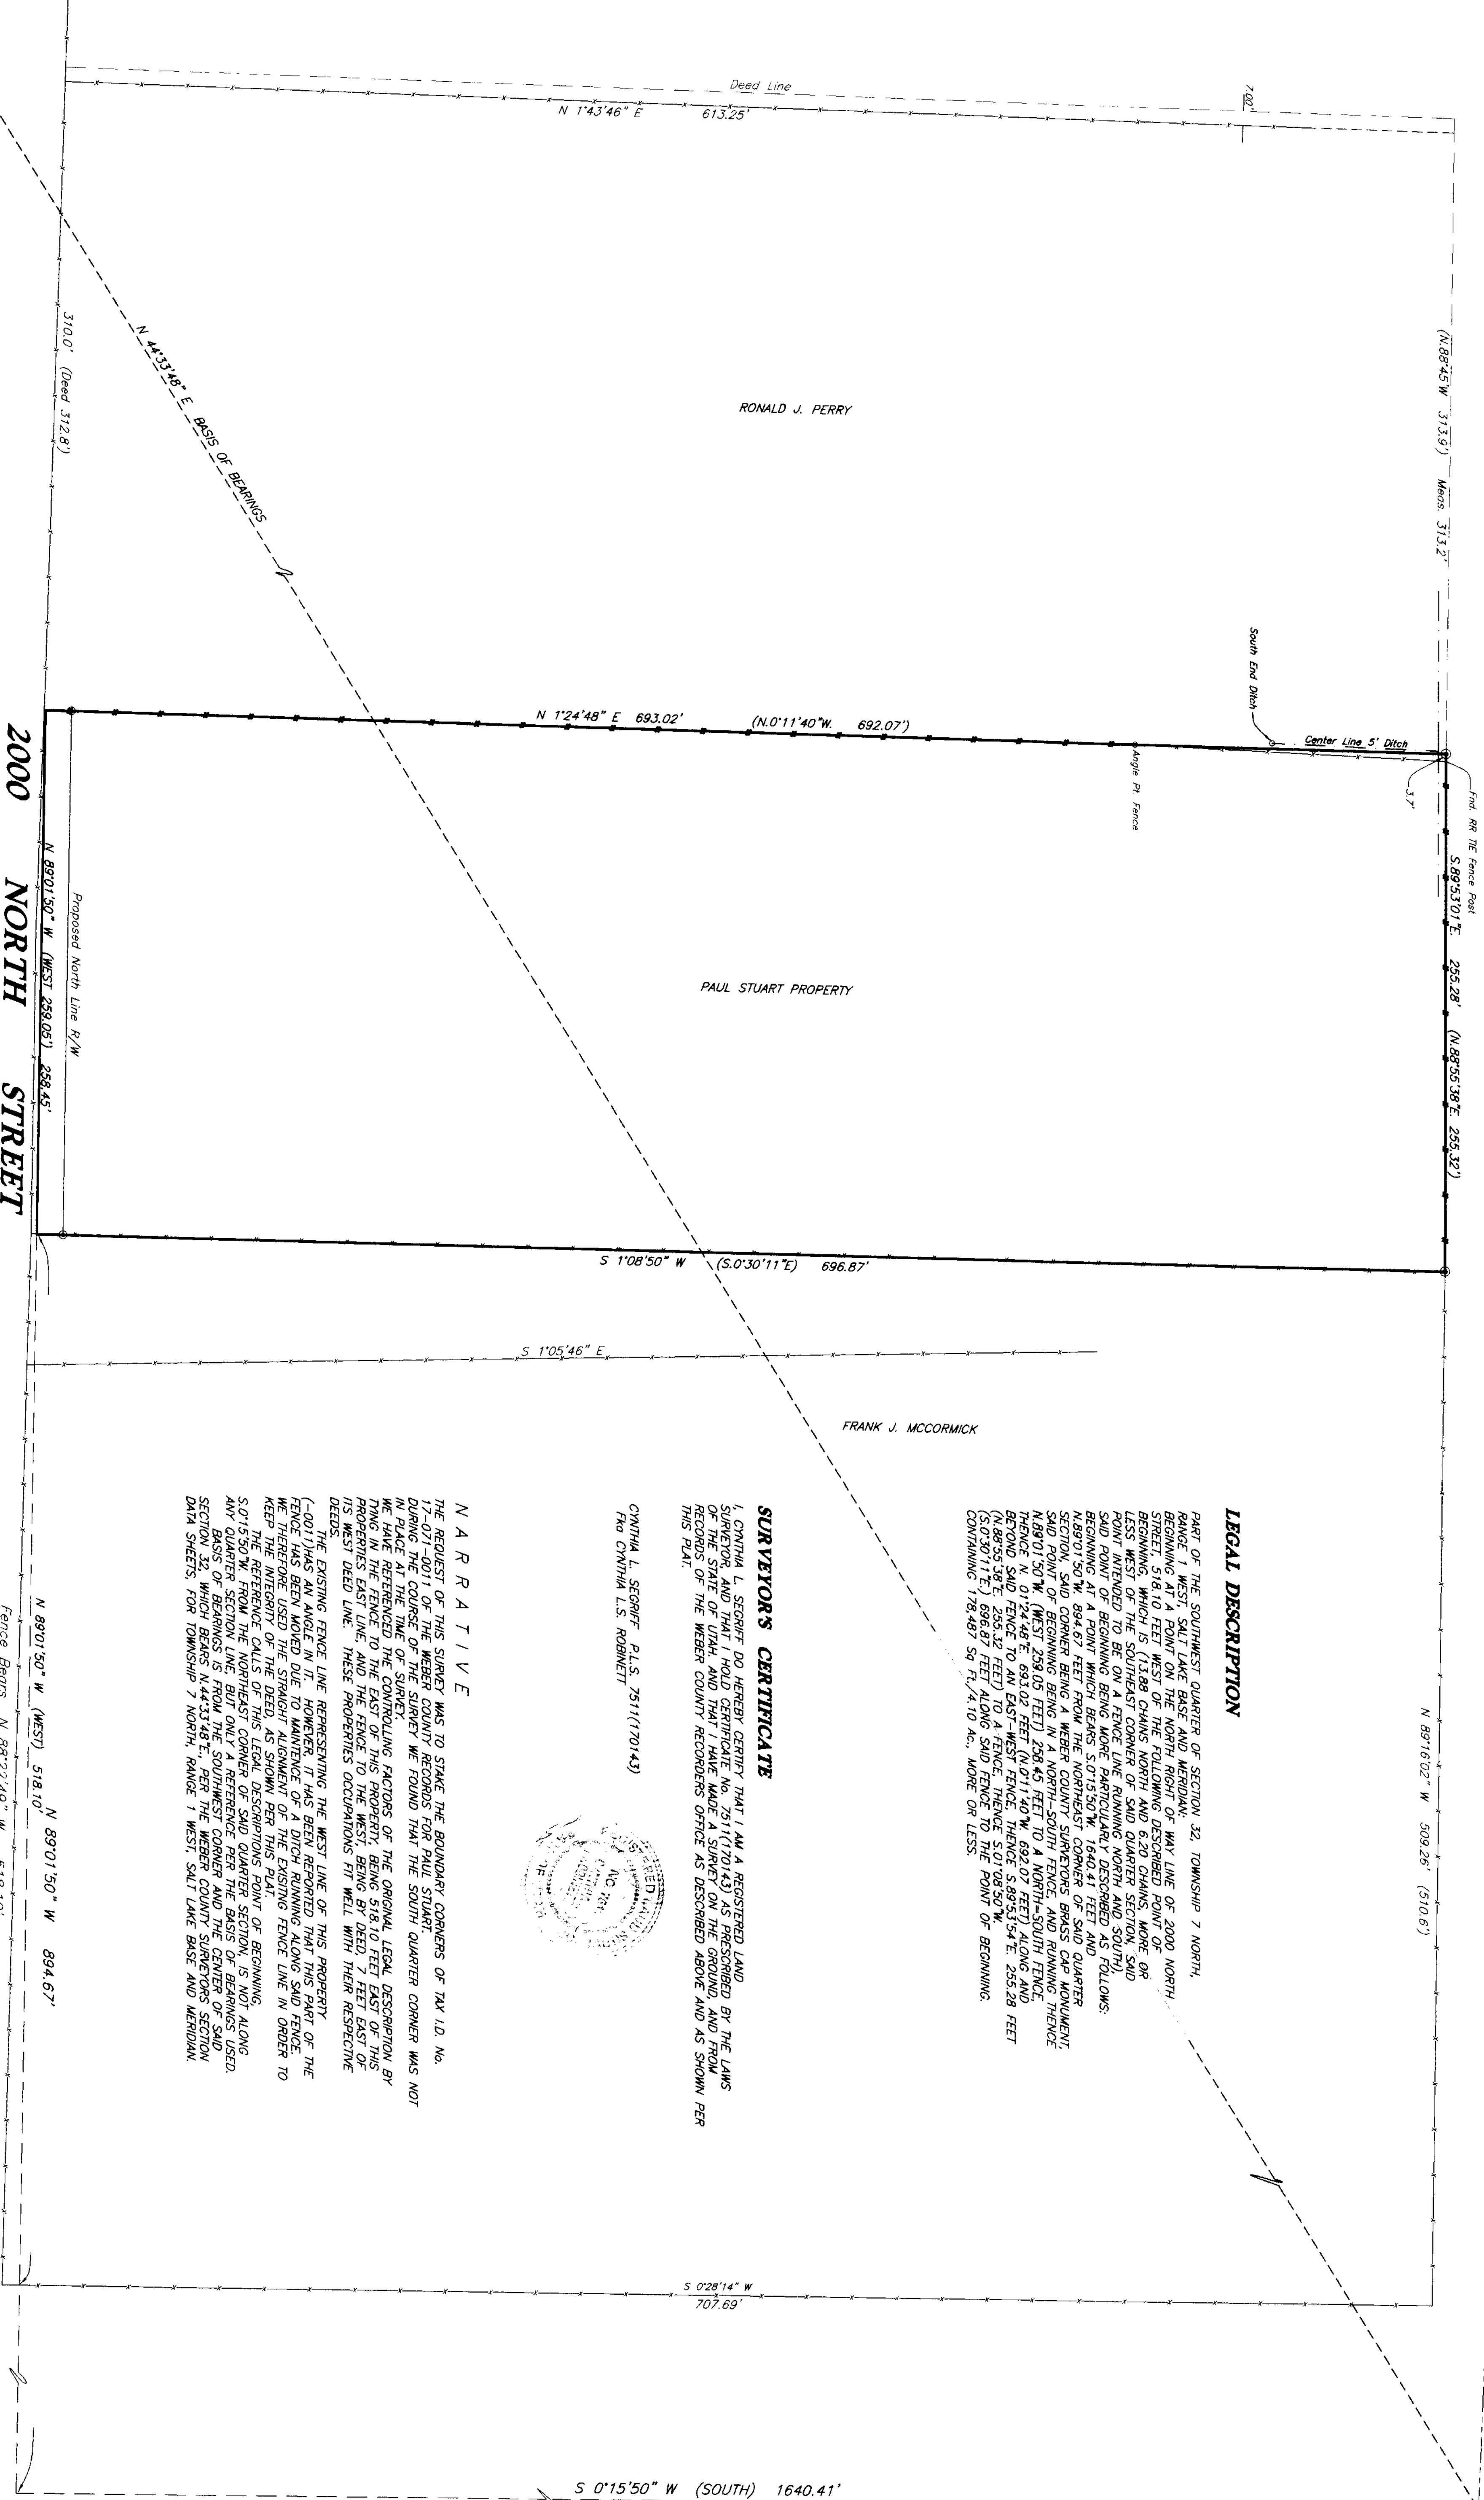 Deed Line
N 1°43'46" E 613.25'
7.00'
(N.88°45'W 313.9') Meas. 313.2'
RONALD J. PERRY
310.0' (Deed 312.8')
N 44°33'48" E BASIS OF BEARINGS
South End Ditch
Center Line 5' Ditch
Fnd. RR TIE Fence Post
3.7'
Angle Pt. Fence
N 1°24'48" E 693.02' (N.0°11'40"W. 692.07')
S.89°53'01"E. 255.28' (N.88°55'38"E. 255.32')
PAUL STUART PROPERTY
Proposed North Line R/W
N 89°01'50" W (WEST 259.05') 258.45'
2000 NORTH STREET
S 1°08'50" W (S.0°30'11"E) 696.87'
S 1°05'46" E
FRANK J. MCCORMICK
N 89°16'02" W 509.26' (510.6')
LEGAL DESCRIPTION
PART OF THE SOUTHWEST QUARTER OF SECTION 32, TOWNSHIP 7 NORTH,
RANGE 1 WEST, SALT LAKE BASE AND MERIDIAN:
BEGINNING AT A POINT ON THE NORTH RIGHT OF WAY LINE OF 2000 NORTH
STREET, 518.10 FEET WEST OF THE FOLLOWING DESCRIBED POINT OF
BEGINNING, WHICH IS (13.88 CHAINS NORTH AND 6.20 CHAINS, MORE OR
LESS WEST OF THE SOUTHEAST CORNER OF SAID QUARTER SECTION, SAID
POINT INTENDED TO BE ON A FENCE LINE RUNNING NORTH AND SOUTH),
SAID POINT OF BEGINNING BEING MORE PARTICULARLY DESCRIBED AS FOLLOWS:
BEGINNING AT A POINT WHICH BEARS S.0°15'50"W. 1640.41 FEET AND
N.89°01'50"W. 894.67 FEET FROM THE NORTHEAST CORNER OF SAID QUARTER
SECTION, SAID CORNER BEING A WEBER COUNTY SURVEYORS BRASS CAP MONUMENT,
SAID POINT OF BEGINNING BEING IN A NORTH-SOUTH FENCE, AND RUNNING THENCE
N.89°01'50"W. (WEST 259.05 FEET) 258.45 FEET TO A NORTH-SOUTH FENCE,
THENCE N. 01°24'48"E. 693.02 FEET (N.0°11'40"W. 692.07 FEET) ALONG AND
BEYOND SAID FENCE TO AN EAST-WEST FENCE, THENCE S.89°53'54"E. 255.28 FEET
(N.88°55'38"E. 255.32 FEET) TO A FENCE, THENCE S.01°08'50"W.
(S.0°30'11"E.) 696.87 FEET ALONG SAID FENCE TO THE POINT OF BEGINNING.
CONTAINING 178,487 Sq Ft./4.10 Ac., MORE OR LESS.
SURVEYOR'S CERTIFICATE
I, CYNTHIA L. SEGRIFF DO HEREBY CERTIFY THAT I AM A REGISTERED LAND
SURVEYOR, AND THAT I HOLD CERTIFICATE No. 7511(170143) AS PRESCRIBED BY THE LAWS
OF THE STATE OF UTAH. AND THAT I HAVE MADE A SURVEY ON THE GROUND, AND FROM
RECORDS OF THE WEBER COUNTY RECORDERS OFFICE AS DESCRIBED ABOVE AND AS SHOWN PER
THIS PLAT.
CYNTHIA L. SEGRIFF P.L.S. 7511(170143)
Fka CYNTHIA L.S. ROBINETT
NARRATIVE
THE REQUEST OF THIS SURVEY WAS TO STAKE THE BOUNDARY CORNERS OF TAX I.D. No.
17-071-0011 OF THE WEBER COUNTY RECORDS FOR PAUL STUART.
DURING THE COURSE OF THE SURVEY WE FOUND THAT THE SOUTH QUARTER CORNER WAS NOT
IN PLACE AT THE TIME OF SURVEY.
WE HAVE REFERENCED THE CONTROLLING FACTORS OF THE ORIGINAL LEGAL DESCRIPTION BY
TYING IN THE FENCE TO THE EAST OF THIS PROPERTY, BEING 518.10 FEET EAST OF THIS
PROPERTIES EAST LINE, AND THE FENCE TO THE WEST, BEING BY DEED, 7 FEET EAST OF
ITS WEST DEED LINE. THESE PROPERTIES OCCUPATIONS FIT WELL WITH THEIR RESPECTIVE
DEEDS.
THE EXISTING FENCE LINE REPRESENTING THE WEST LINE OF THIS PROPERTY
(-0011)HAS AN ANGLE IN IT. HOWEVER, IT HAS BEEN REPORTED THAT THIS PART OF THE
FENCE HAS BEEN MOVED DUE TO MAINTENCE OF A DITCH RUNNING ALONG SAID FENCE.
WE THEREFORE USED THE STRAIGHT ALIGNMENT OF THE EXISITNG FENCE LINE IN ORDER TO
KEEP THE INTEGRITY OF THE DEED, AS SHOWN PER THIS PLAT.
THE REFERENCE CALLS OF THIS LEGAL DESCRIPTIONS POINT OF BEGINNING,
S.0°15'50"W. FROM THE NORTHEAST CORNER OF SAID QUARTER SECTION, IS NOT ALONG
ANY QUARTER SECTION LINE, BUT ONLY A REFERENCE PER THE BASIS OF BEARINGS USED.
BASIS OF BEARINGS IS FROM THE SOUTHWEST CORNER AND THE CENTER OF SAID
SECTION 32, WHICH BEARS N.44°33'48"E., PER THE WEBER COUNTY SURVEYORS SECTION
DATA SHEETS, FOR TOWNSHIP 7 NORTH, RANGE 1 WEST, SALT LAKE BASE AND MERIDIAN.
N 89°01'50" W (WEST) 518.10'
N 89°01'50" W 894.67'
Fence Bears N 88°22'49" W 518.10'
S 0°28'14" W
707.69'
S 0°15'50" W (SOUTH) 1640.41'